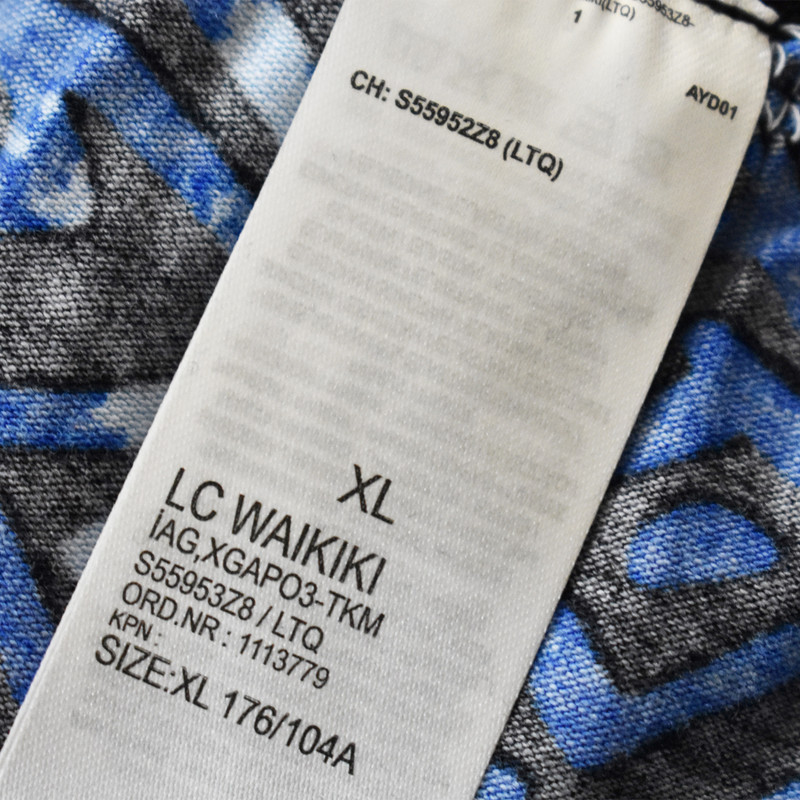 1
CH: S55952Z8 (LTQ)
AYD01
XL
LC WAIKIKI
İAG,XGAPO3-TKM
S55953Z8 / LTQ
ORD.NR : 1113779
KPN :
SIZE:XL 176/104A